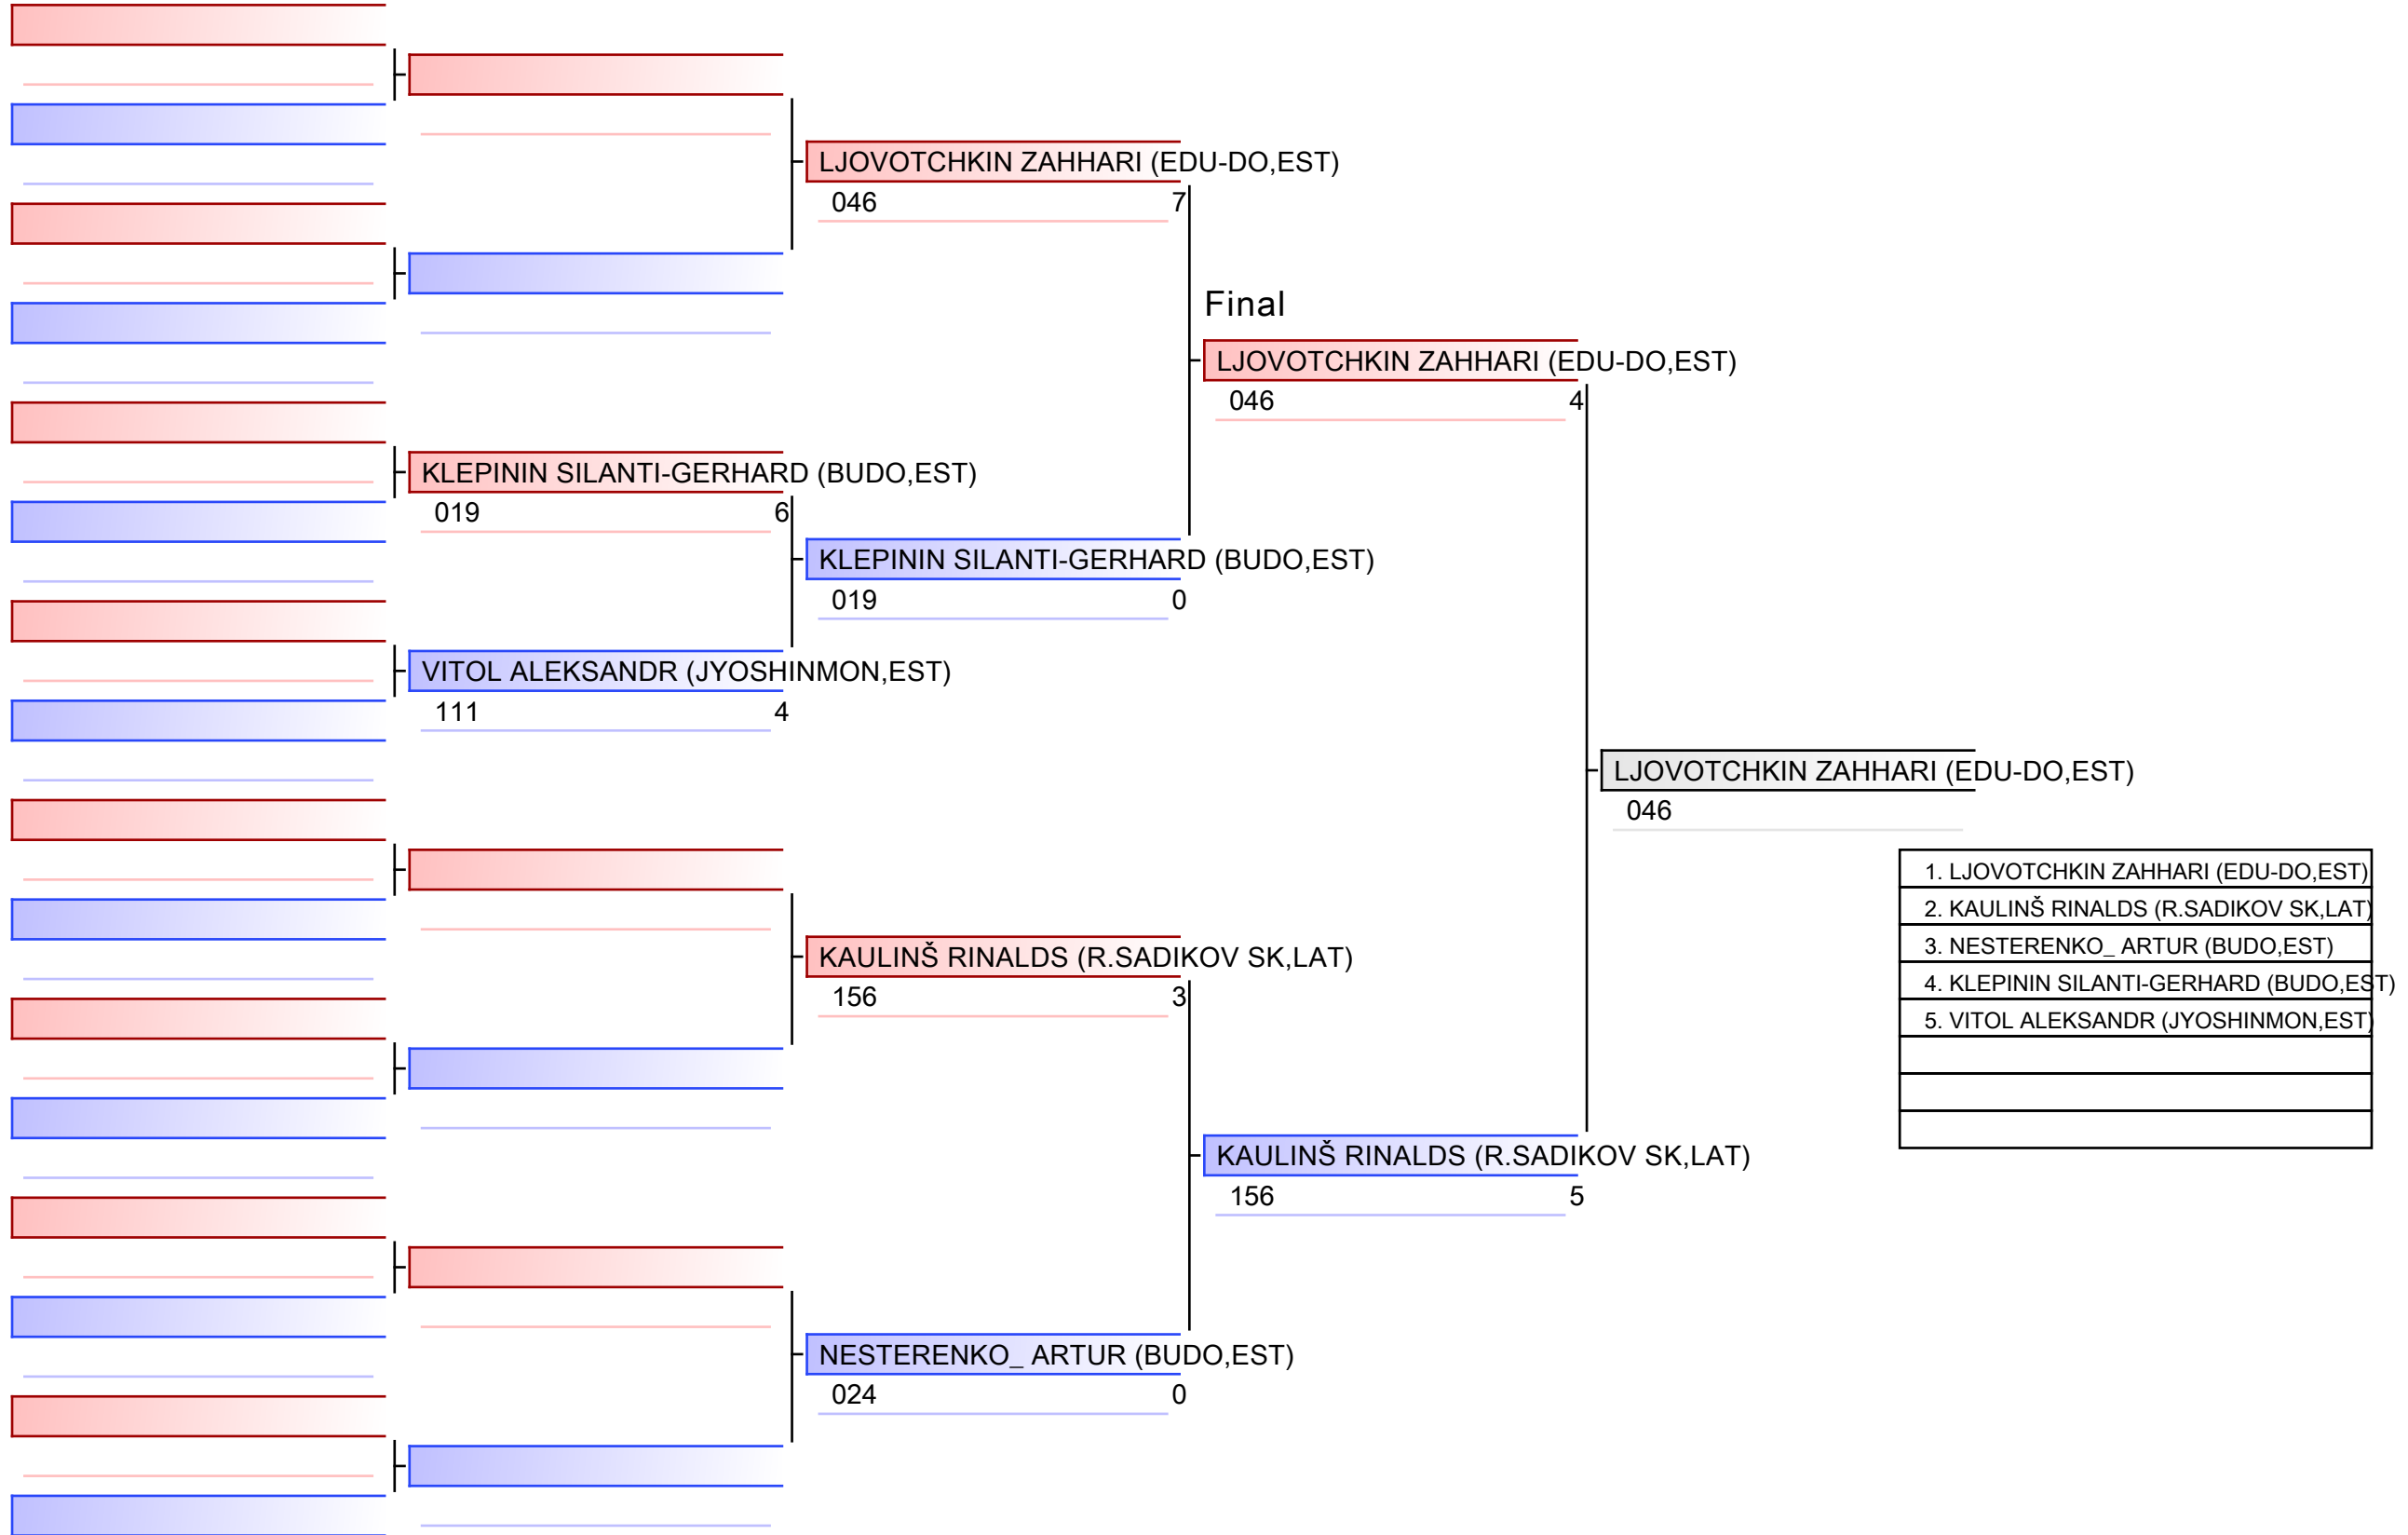 LJOVOTCHKIN ZAHHARI (EDU-DO,EST)
046 7
Final
LJOVOTCHKIN ZAHHARI (EDU-DO,EST)
046 4
KLEPININ SILANTI-GERHARD (BUDO,EST)
019 6
KLEPININ SILANTI-GERHARD (BUDO,EST)
019 0
VITOL ALEKSANDR (JYOSHINMON,EST)
111 4
LJOVOTCHKIN ZAHHARI (EDU-DO,EST)
046
1. LJOVOTCHKIN ZAHHARI (EDU-DO,EST)
2. KAULINŠ RINALDS (R.SADIKOV SK,LAT)
3. NESTERENKO_ ARTUR (BUDO,EST)
4. KLEPININ SILANTI-GERHARD (BUDO,EST)
5. VITOL ALEKSANDR (JYOSHINMON,EST)
KAULINŠ RINALDS (R.SADIKOV SK,LAT)
156 3
KAULINŠ RINALDS (R.SADIKOV SK,LAT)
156 5
NESTERENKO_ ARTUR (BUDO,EST)
024 0